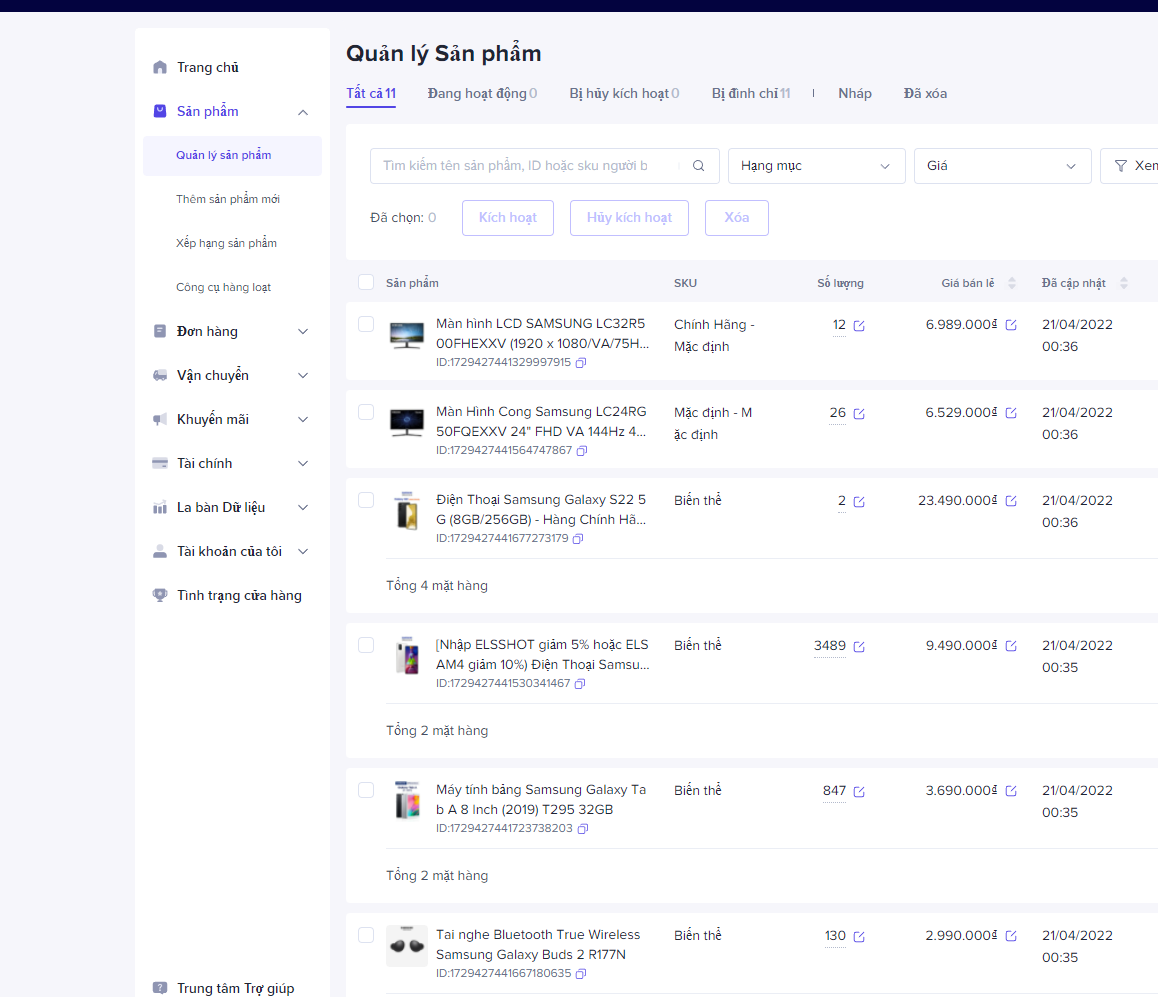 Trang chủ
Sản phẩm
Quản lý sản phẩm
Thêm sản phẩm mới
Xếp hạng sản phẩm
Công cụ hàng loạt
Đơn hàng
Vận chuyển
Khuyến mãi
Tài chính
La bàn Dữ liệu
Tài khoản của tôi
Tình trạng cửa hàng
Trung tâm Trợ giúp
Quản lý Sản phẩm
Tất cả 11 Đang hoạt động 0 Bị hủy kích hoạt 0 Bị đình chỉ 11 Nháp Đã xóa
Tìm kiếm tên sản phẩm, ID hoặc sku người b Hạng mục Giá Xem
Đã chọn: 0 Kích hoạt Hủy kích hoạt Xóa
Sản phẩm SKU Số lượng Giá bán lẻ Đã cập nhật
Màn hình LCD SAMSUNG LC32R5 Chính Hãng - 12 6.989.000₫ 21/04/2022
00FHEXXV (1920 x 1080/VA/75H... Mặc định 00:36
ID:1729427441329997915
Màn Hình Cong Samsung LC24RG Mặc định - M 26 6.529.000₫ 21/04/2022
50FQEXXV 24" FHD VA 144Hz 4... ặc định 00:36
ID:1729427441564747867
Điện Thoại Samsung Galaxy S22 5 Biến thể 2 23.490.000₫ 21/04/2022
G (8GB/256GB) - Hàng Chính Hã... 00:36
ID:1729427441677273179
Tổng 4 mặt hàng
[Nhập ELSSHOT giảm 5% hoặc ELS Biến thể 3489 9.490.000₫ 21/04/2022
AM4 giảm 10%) Điện Thoại Samsu... 00:35
ID:1729427441530341467
Tổng 2 mặt hàng
Máy tính bảng Samsung Galaxy Ta Biến thể 847 3.690.000₫ 21/04/2022
b A 8 Inch (2019) T295 32GB 00:35
ID:1729427441723738203
Tổng 2 mặt hàng
Tai nghe Bluetooth True Wireless Biến thể 130 2.990.000₫ 21/04/2022
Samsung Galaxy Buds 2 R177N 00:35
ID:1729427441667180635